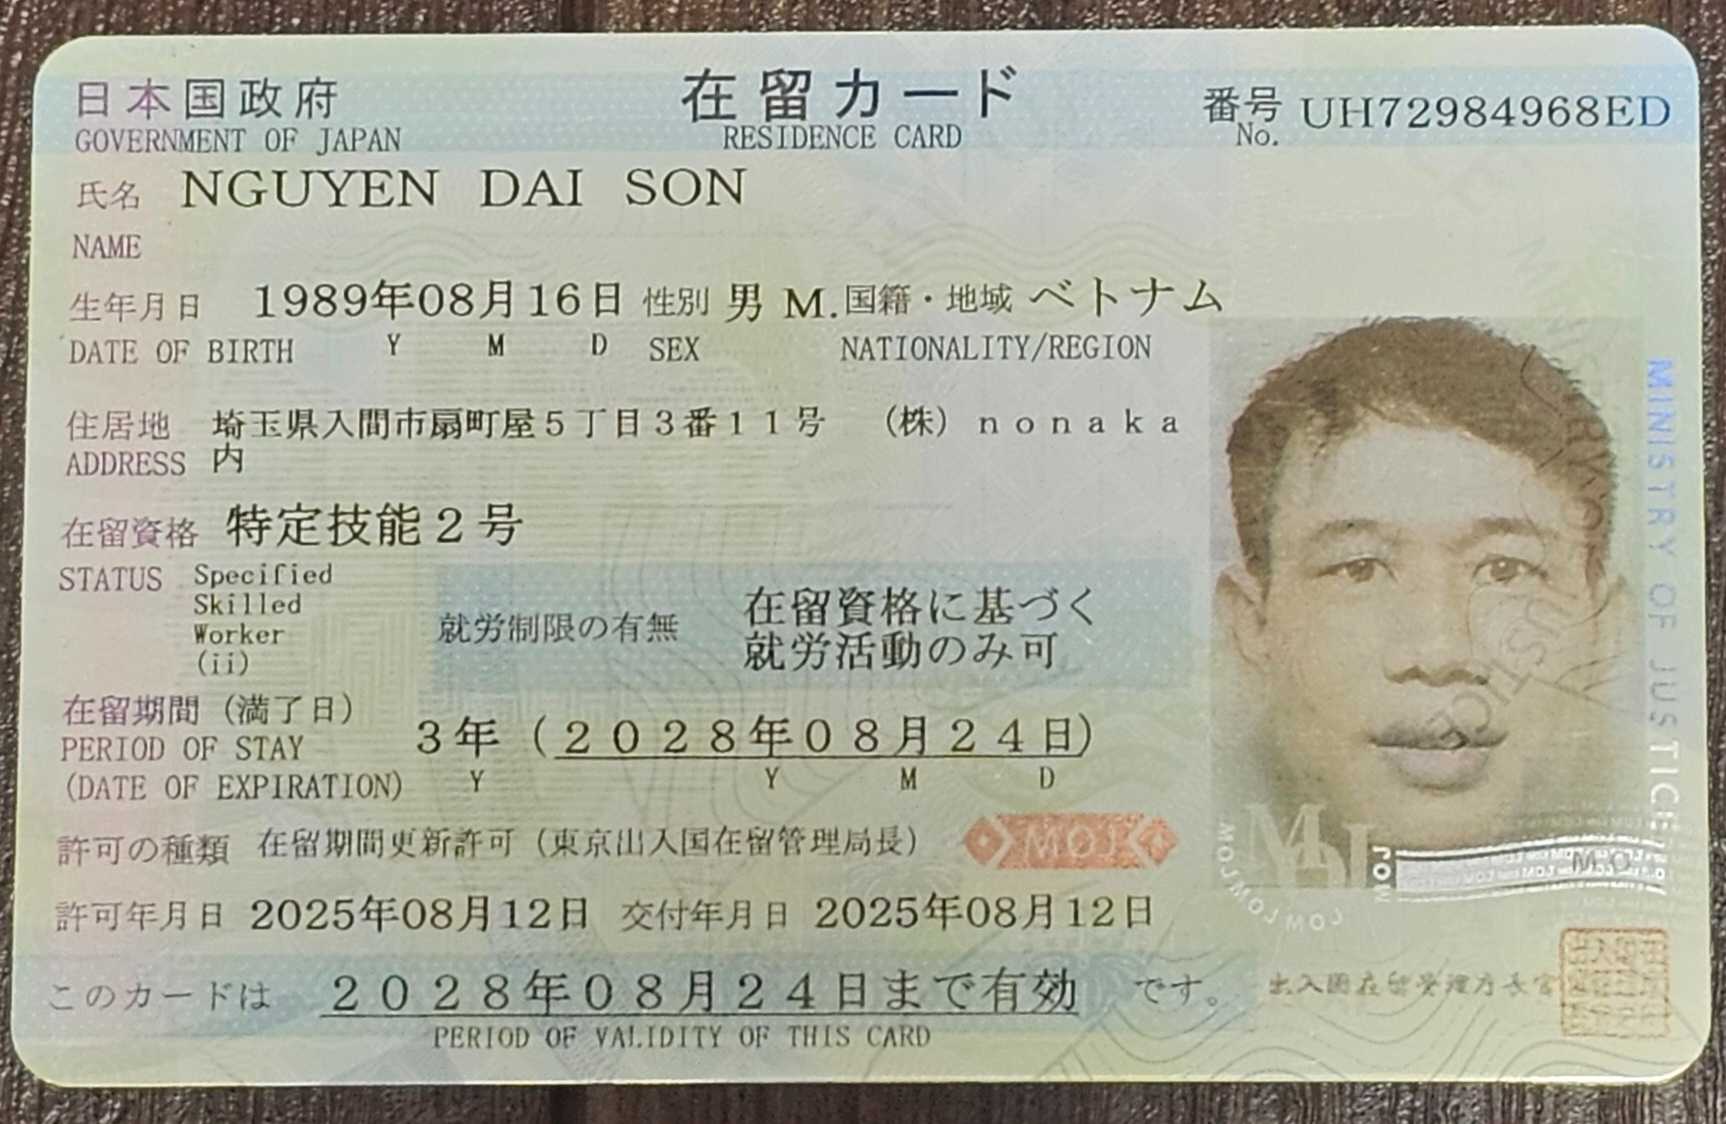 日本国政府 在留カード 番号 UH72984968ED
GOVERNMENT OF JAPAN RESIDENCE CARD No.
氏名 NGUYEN DAI SON
NAME
生年月日 1989年08月16日 性別 男 M. 国籍・地域 ベトナム
DATE OF BIRTH Y M D SEX NATIONALITY/REGION
住居地 埼玉県入間市扇町屋5丁目3番11号 (株)nonaka
ADDRESS 内
在留資格 特定技能2号
STATUS Specified
Skilled
Worker
(ii)
就労制限の有無 在留資格に基づく
就労活動のみ可
在留期間(満了日)
PERIOD OF STAY 3年(2028年08月24日)
(DATE OF EXPIRATION) Y Y M D
許可の種類 在留期間更新許可(東京出入国在留管理局長) MOJ
許可年月日 2025年08月12日 交付年月日 2025年08月12日
このカードは 2028年08月24日まで有効 です。
PERIOD OF VALIDITY OF THIS CARD
出入国在留管理庁長官
MINISTRY OF JUSTICE
MOJ